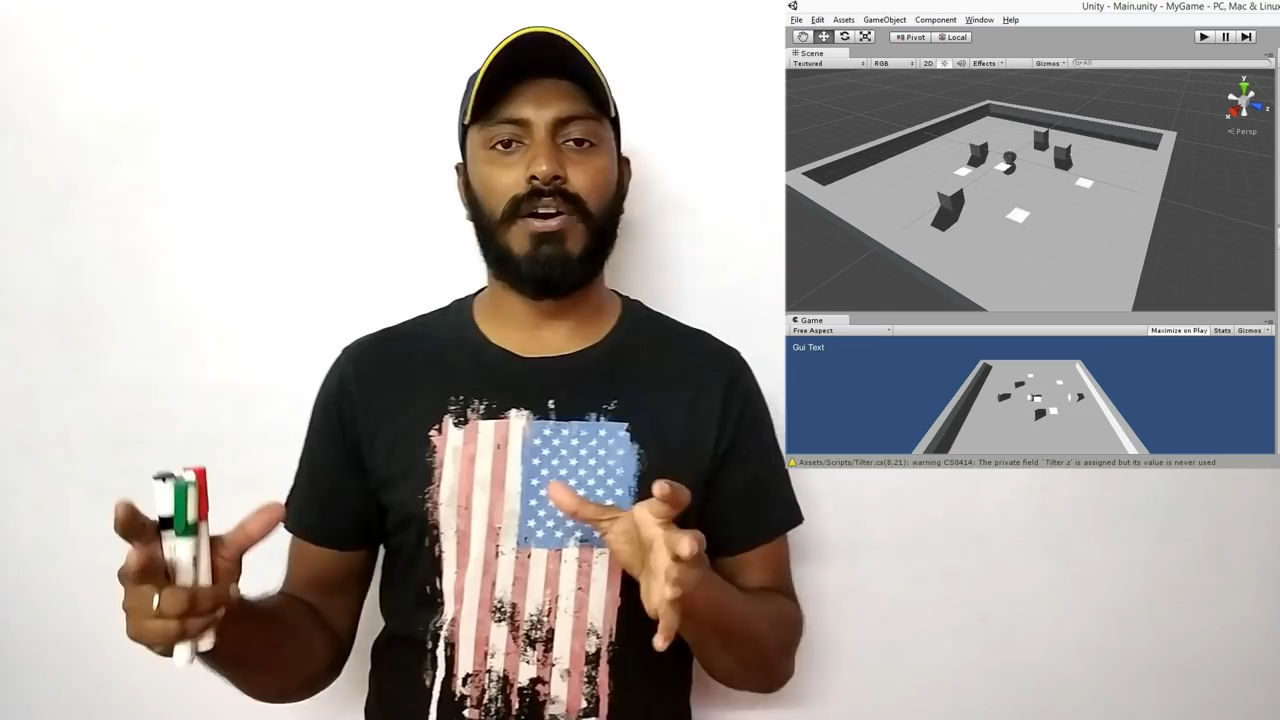 Unity - Main.unity - MyGame - PC, Mac & Linux
File Edit Assets GameObject Component Window Help
Pivot Local
Scene
Textured RGB 2D Effects Gizmos All
y
x z
Persp
Game
Free Aspect Maximize on Play Stats Gizmos
Gui Text
Assets/Scripts/Tilter.cs(8,21): warning CS0414: The private field `Tilter.z' is assigned but its value is never used